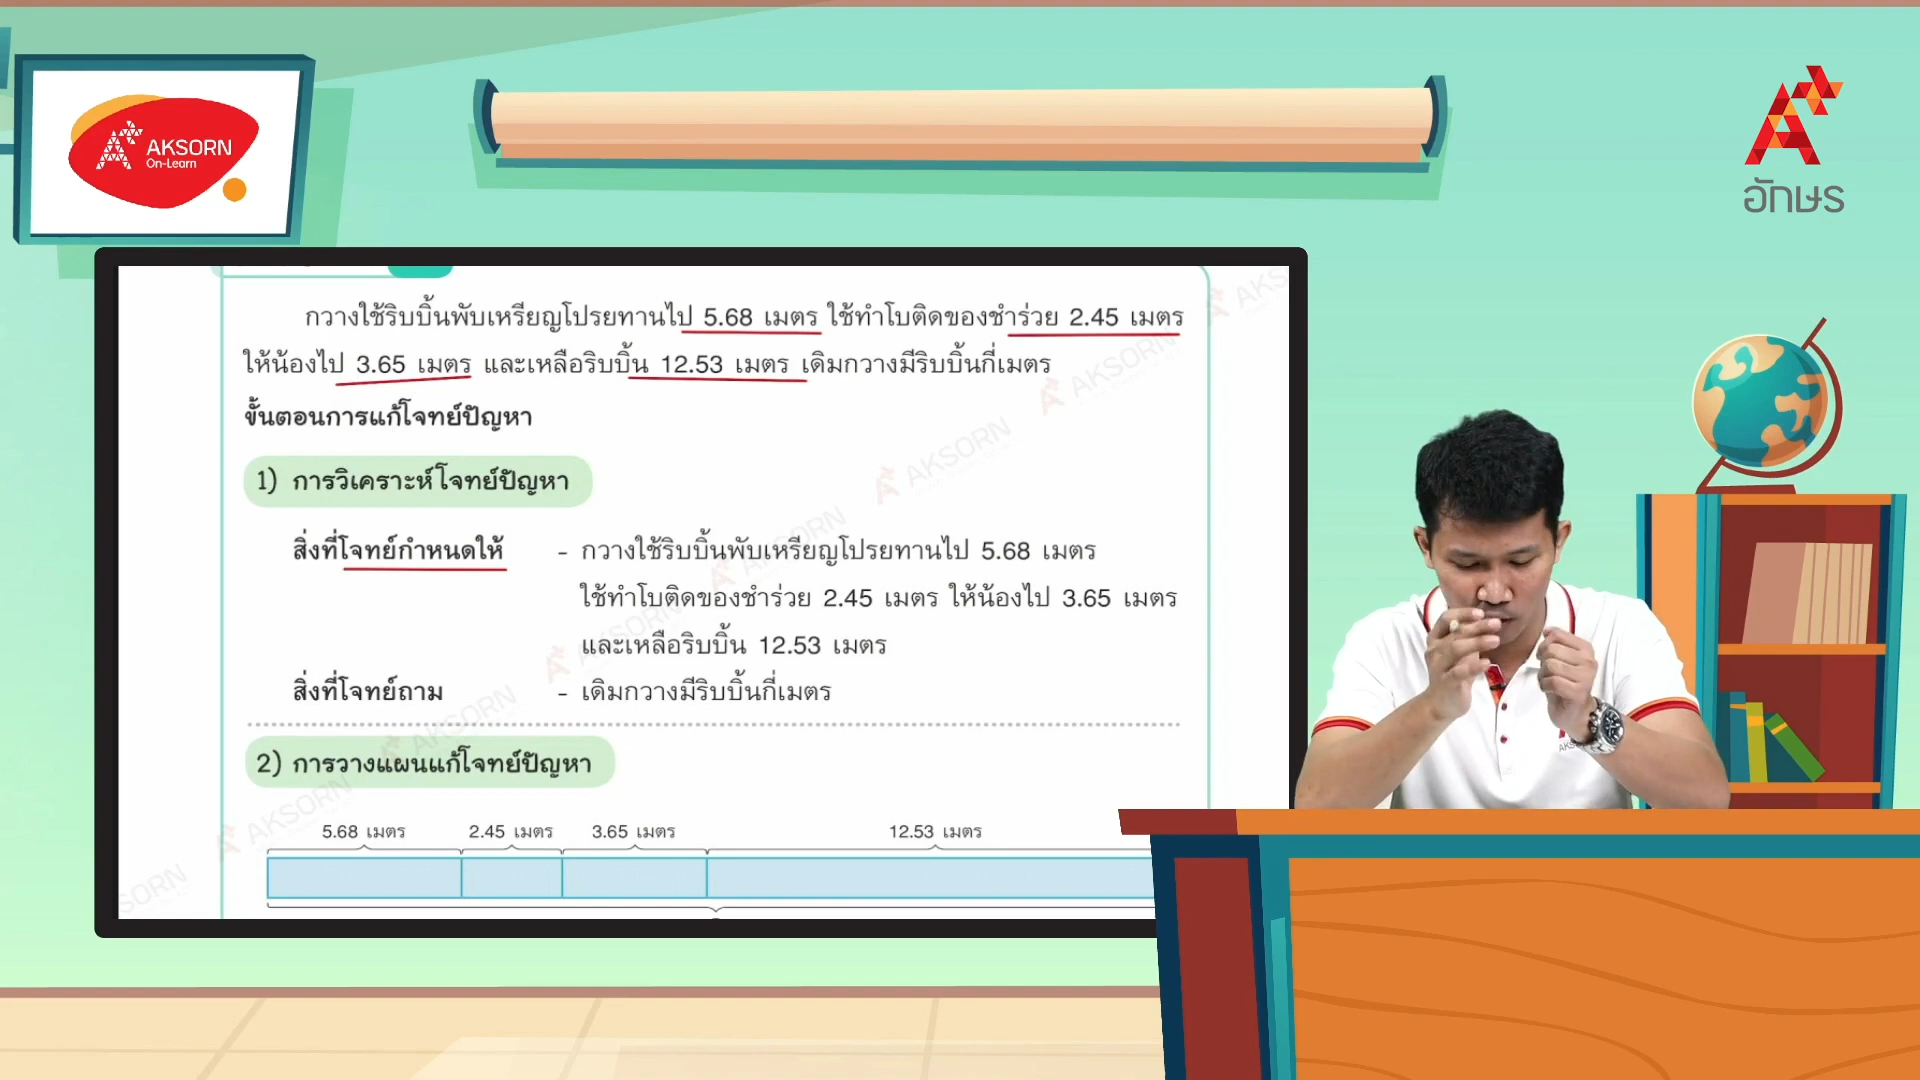 AKSORN
On-Learn
อักษร
กวางใช้ริบบิ้นพับเหรียญโปรยทานไป 5.68 เมตร ใช้ทำโบติดของชำร่วย 2.45 เมตร
ให้น้องไป 3.65 เมตร และเหลือริบบิ้น 12.53 เมตร เดิมกวางมีริบบิ้นกี่เมตร
ขั้นตอนการแก้โจทย์ปัญหา
1) การวิเคราะห์โจทย์ปัญหา
สิ่งที่โจทย์กำหนดให้ - กวางใช้ริบบิ้นพับเหรียญโปรยทานไป 5.68 เมตร
ใช้ทำโบติดของชำร่วย 2.45 เมตร ให้น้องไป 3.65 เมตร
และเหลือริบบิ้น 12.53 เมตร
สิ่งที่โจทย์ถาม - เดิมกวางมีริบบิ้นกี่เมตร
2) การวางแผนแก้โจทย์ปัญหา
5.68 เมตร 2.45 เมตร 3.65 เมตร 12.53 เมตร